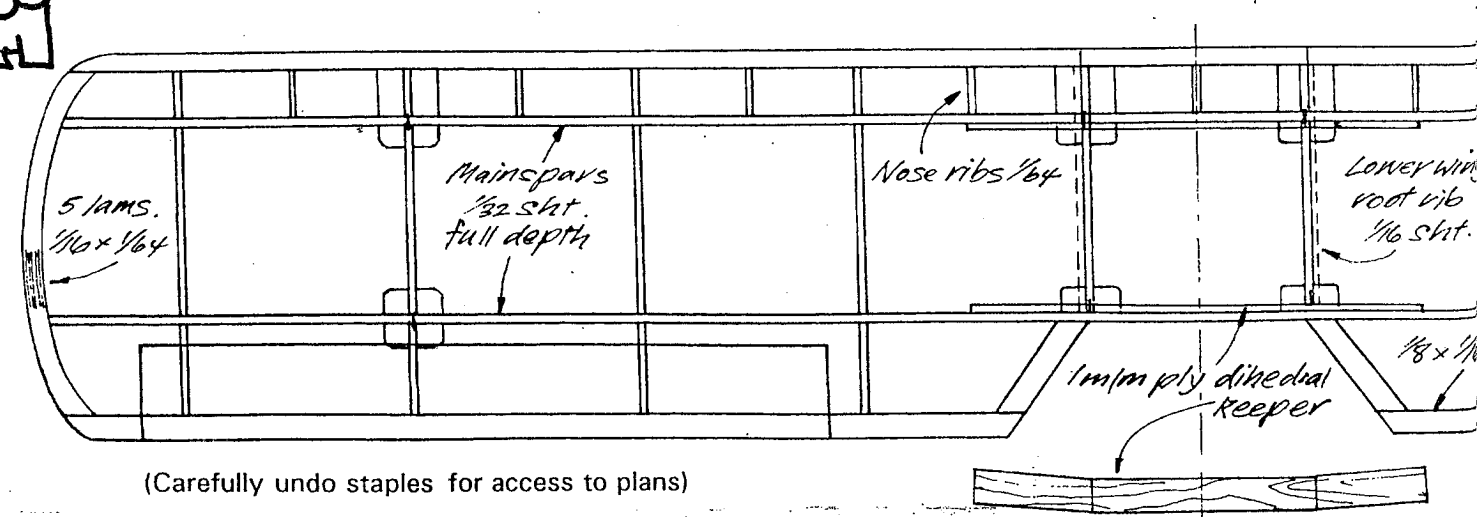 5 lams.
1/16 x 1/64
Mainspars
1/32 sht.
full depth
Nose ribs 1/64
Lower wing
root rib
1/16 sht.
1m/m ply dihedral
keeper
1/8 x
(Carefully undo staples for access to plans)